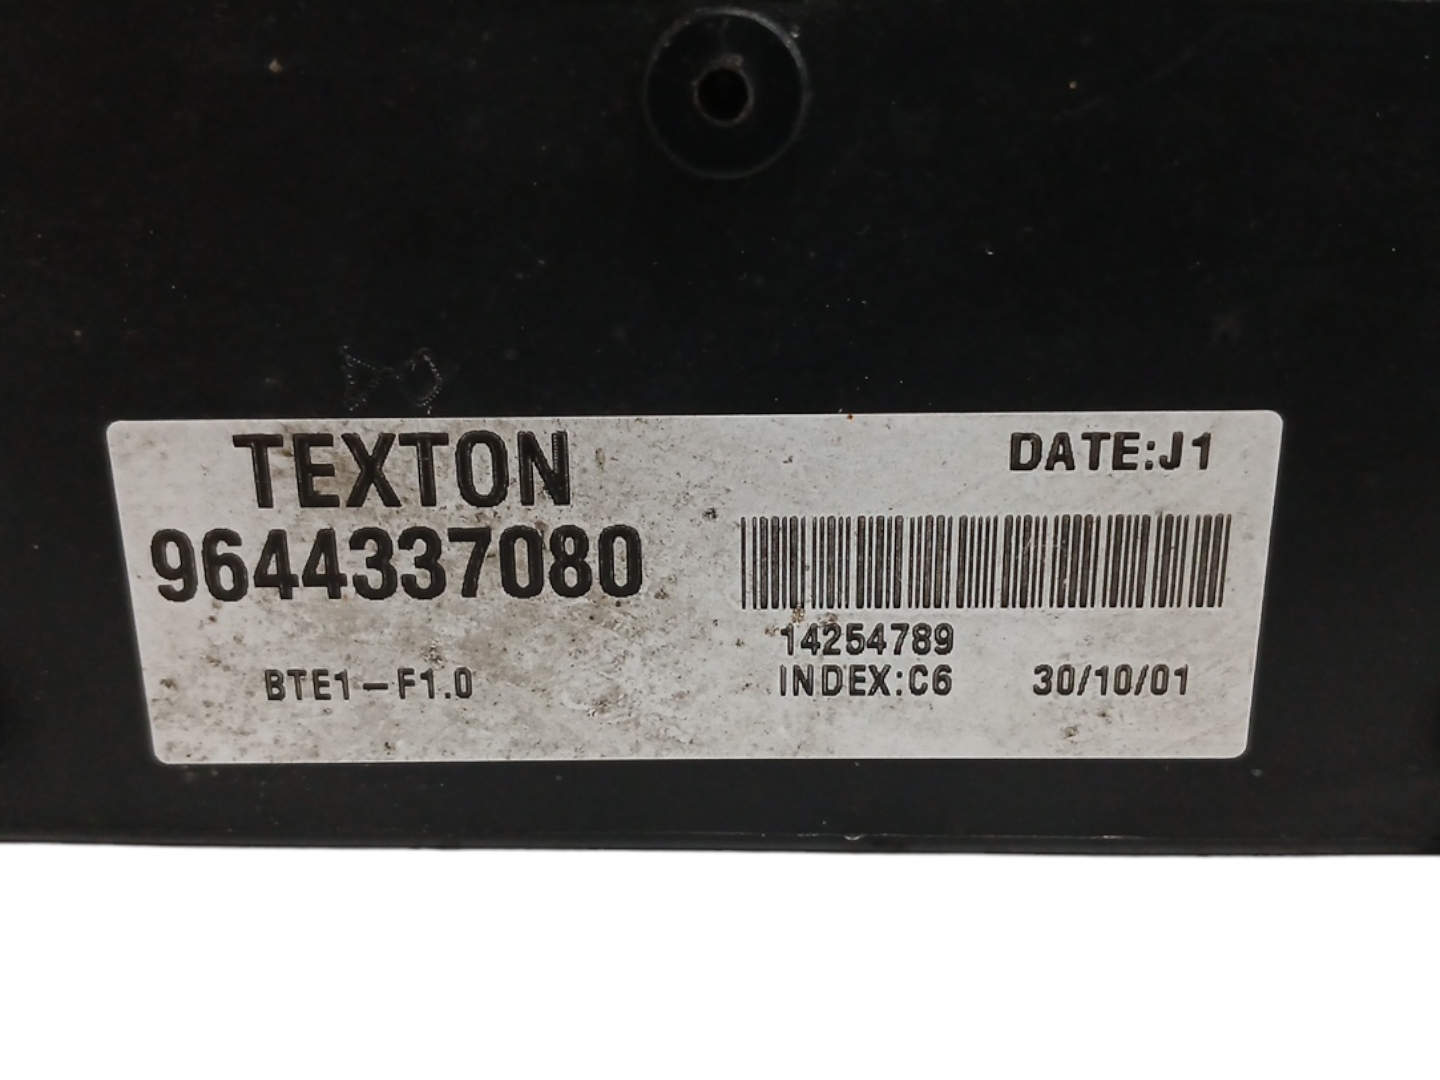 TEXTON
DATE:J1
9644337080
14254789
BTE1-F1.0
INDEX:C6
30/10/01